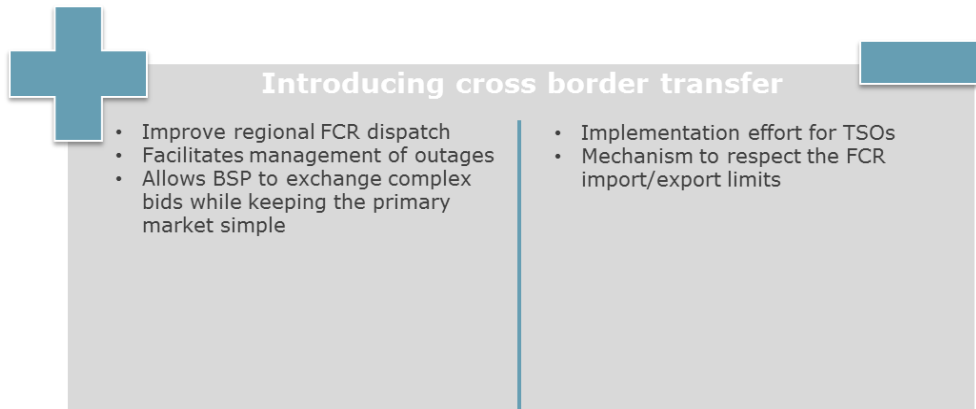 Introducing cross border transfer
• Improve regional FCR dispatch
• Facilitates management of outages
• Allows BSP to exchange complex
bids while keeping the primary
market simple
• Implementation effort for TSOs
• Mechanism to respect the FCR
import/export limits